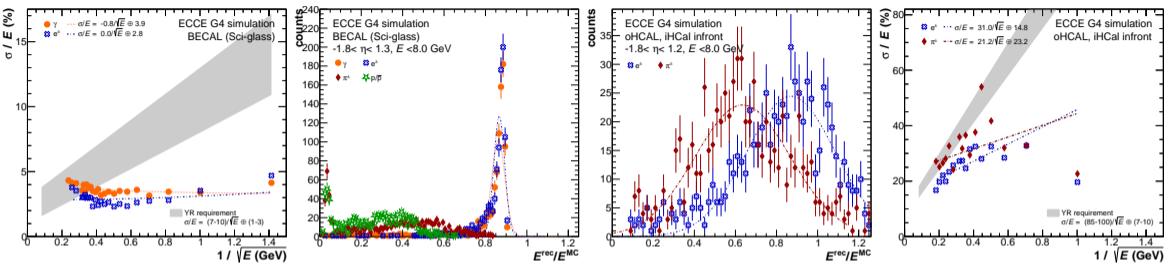 ECCE G4 simulation
BECAL (Sci-glass)
γ σ/E = -0.8/√E ⊕ 3.9
e± σ/E = 0.0/√E ⊕ 2.8
YR requirement
σ/E = (7-10)/√E ⊕ (1-3)
σ / E (%)
15
10
5
0
0 0.2 0.4 0.6 0.8 1 1.2 1.4
1 / √E (GeV)
counts
240
220
200
180
160
140
120
100
80
60
40
20
0
ECCE G4 simulation
BECAL (Sci-glass)
-1.8< η< 1.3, E <8.0 GeV
γ e±
π± p/p̅
0.2 0.4 0.6 0.8 1 1.2
E^rec/E^MC
counts
40
35
30
25
20
15
10
5
0
ECCE G4 simulation
oHCAL, iHCal infront
-1.8< η< 1.2, E <8.0 GeV
e± π±
0 0.2 0.4 0.6 0.8 1 1.2
E^rec/E^MC
σ / E (%)
80
60
40
20
0
e± σ/E = 31.0/√E ⊕ 14.8
π± σ/E = 21.2/√E ⊕ 23.2
ECCE G4 simulation
oHCAL, iHCal infront
YR requirement
σ/E = (85-100)/√E ⊕ (7-10)
0 0.2 0.4 0.6 0.8 1 1.2 1.4
1 / √E (GeV)